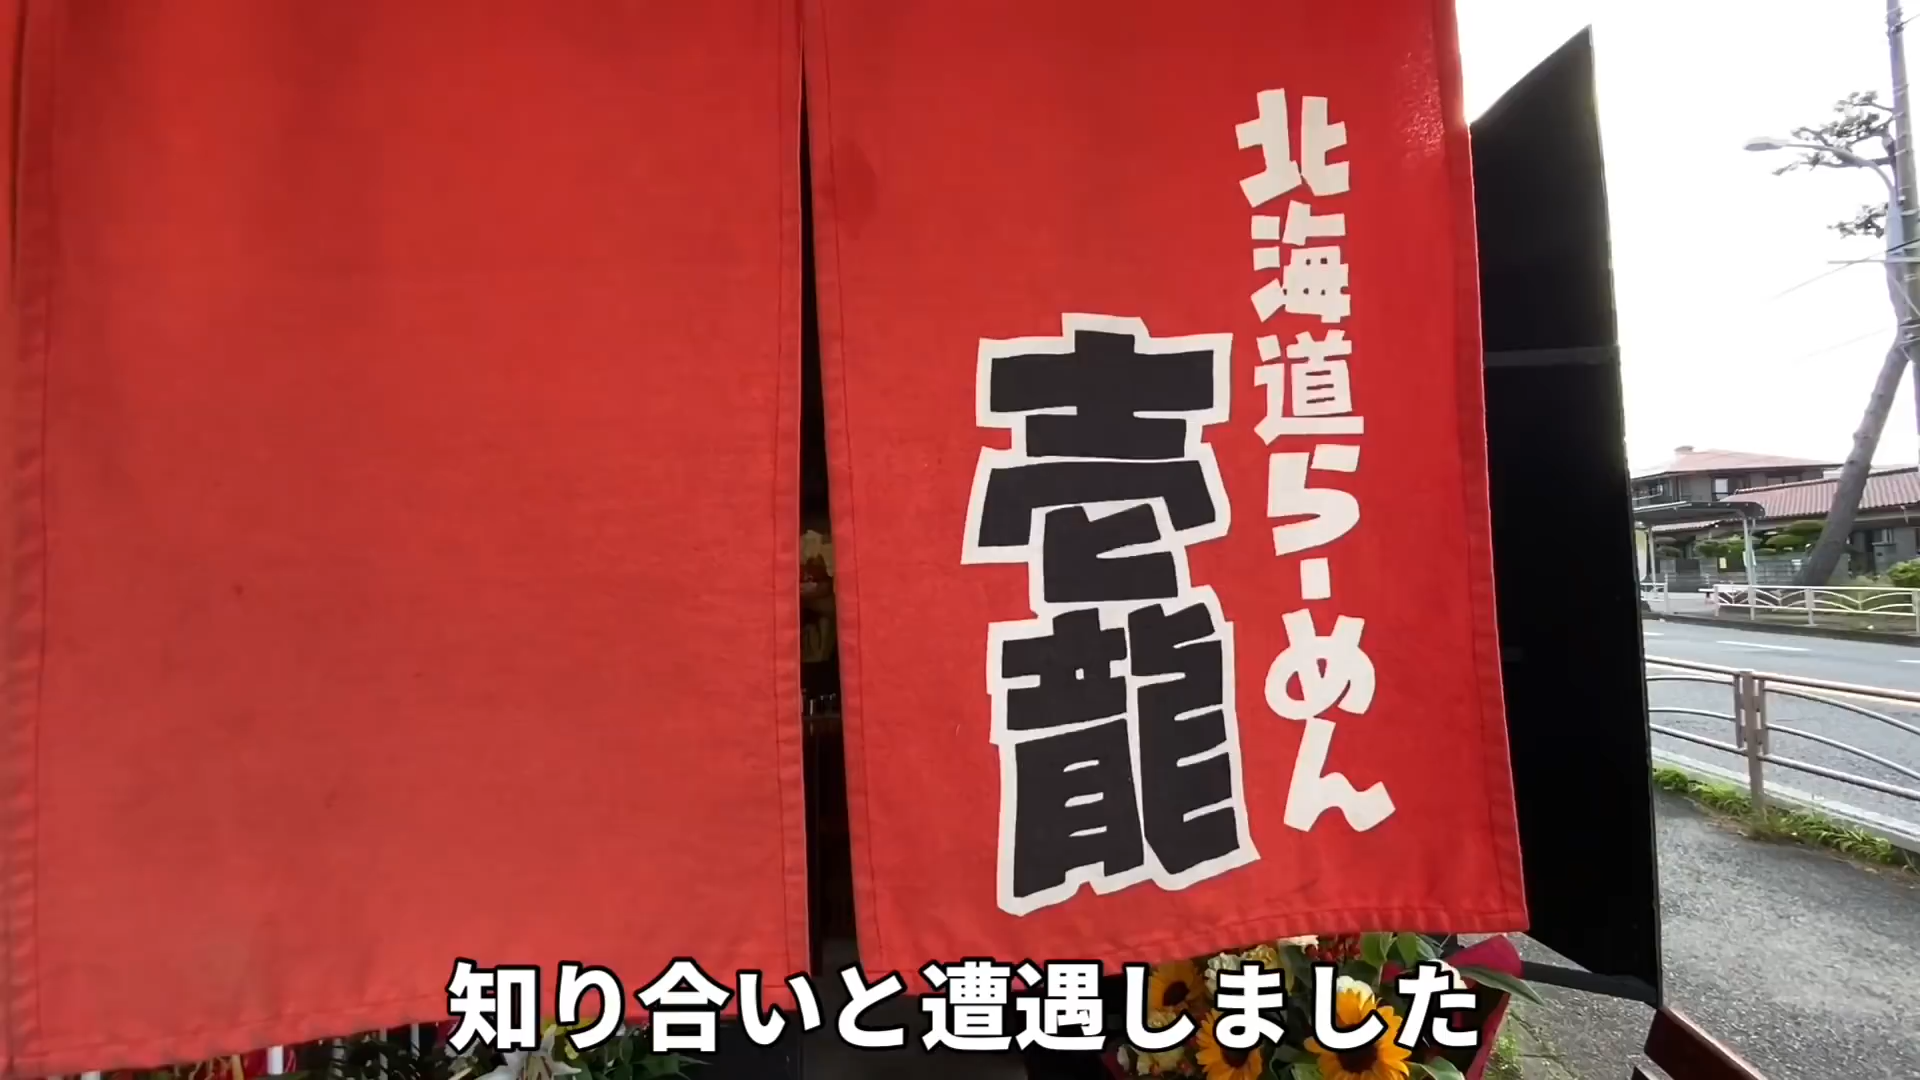 北海道らーめん
壱龍
知り合いと遭遇しました